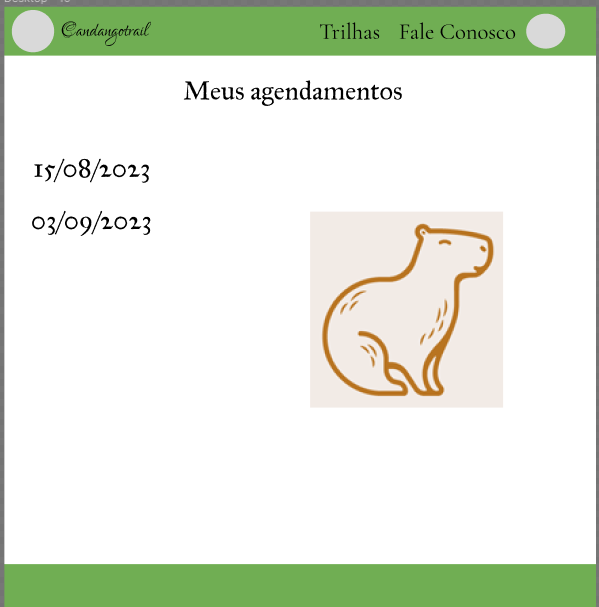 Candangotrail
Trilhas Fale Conosco
Meus agendamentos
15/08/2023
03/09/2023